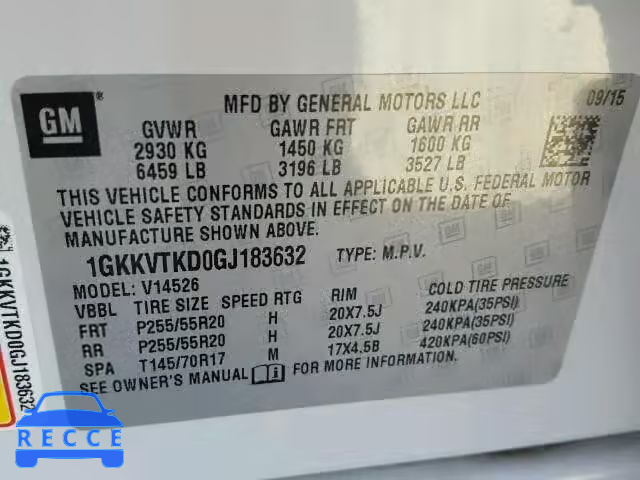 GM
®
MFD BY GENERAL MOTORS LLC 09/15
GVWR GAWR FRT GAWR RR
2930 KG 1450 KG 1600 KG
6459 LB 3196 LB 3527 LB
THIS VEHICLE CONFORMS TO ALL APPLICABLE U.S. FEDERAL MOTOR
VEHICLE SAFETY STANDARDS IN EFFECT ON THE DATE OF
MANUFACTURE SHOWN ABOVE.
1GKKVTKD0GJ183632 TYPE: M.P.V.
MODEL: V14526
VBBL TIRE SIZE SPEED RTG RIM COLD TIRE PRESSURE
FRT P255/55R20 H 20X7.5J 240KPA(35PSI)
RR P255/55R20 H 20X7.5J 240KPA(35PSI)
SPA T145/70R17 M 17X4.5B 420KPA(60PSI)
SEE OWNER'S MANUAL FOR MORE INFORMATION.
1GKKVTKD0GJ183632
RECCE